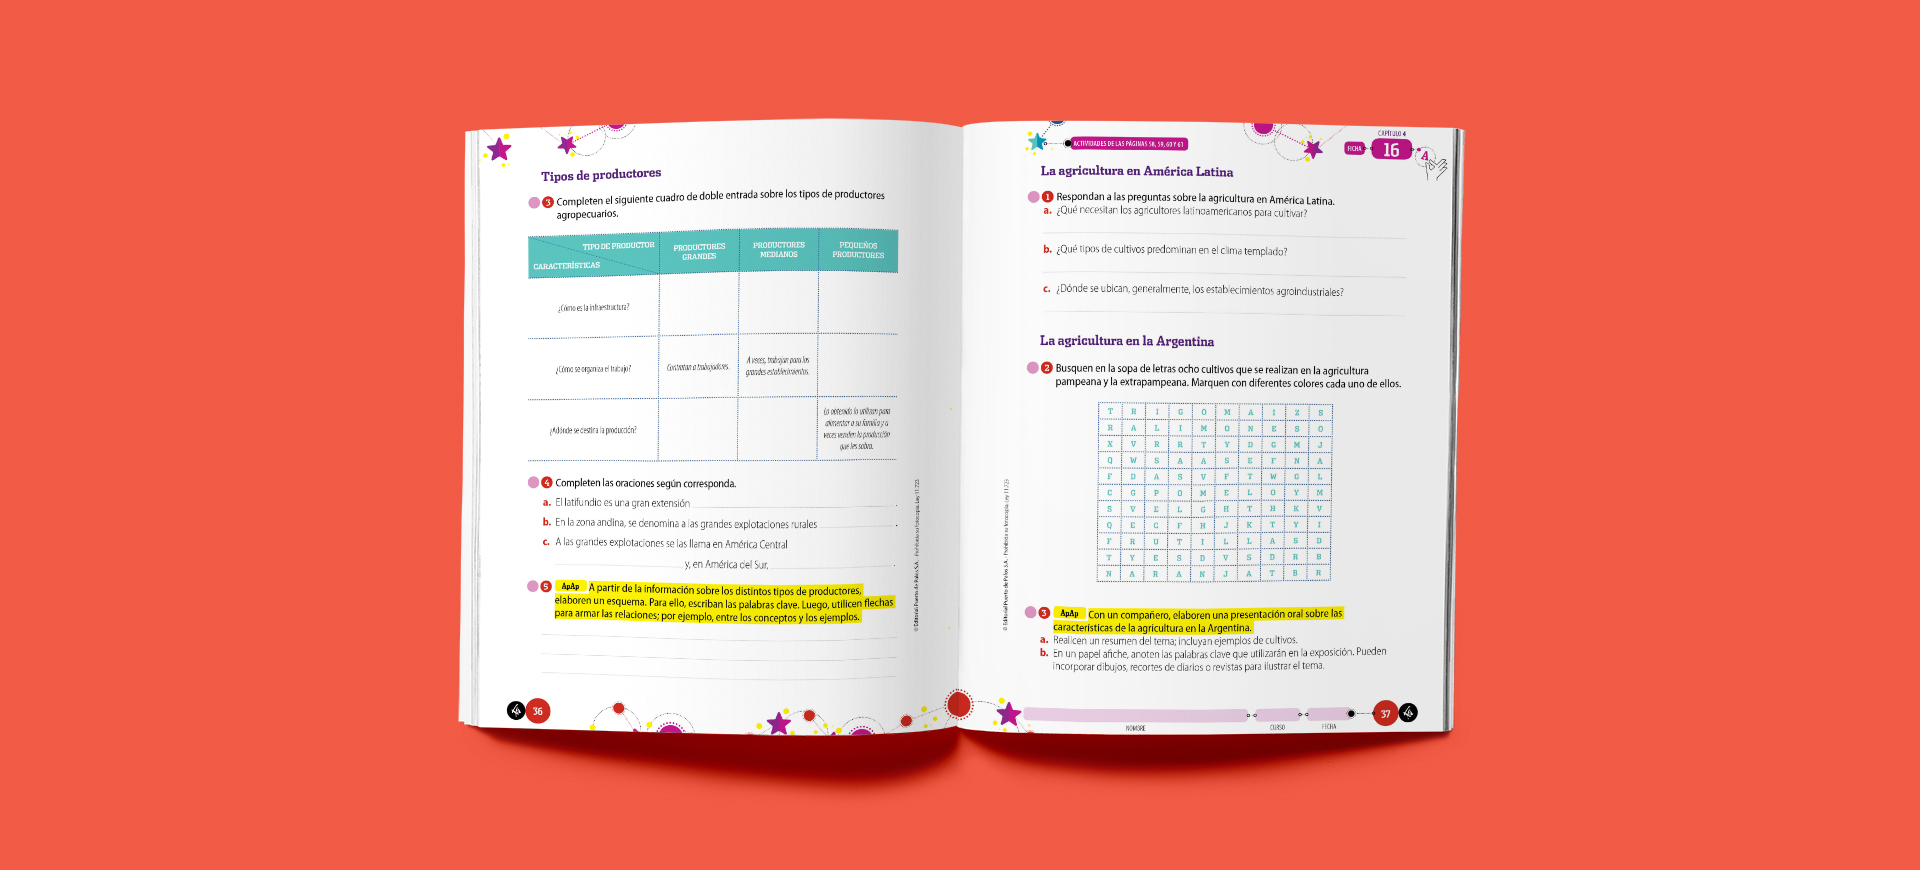 Tipos de productores
3 Completen el siguiente cuadro de doble entrada sobre los tipos de productores
agropecuarios.
TIPO DE PRODUCTOR
CARACTERÍSTICAS
PRODUCTORES
GRANDES
PRODUCTORES
MEDIANOS
PEQUEÑOS
PRODUCTORES
¿Cómo es la infraestructura?
¿Cómo se organiza el trabajo?
Contratan a trabajadores.
A veces, trabajan para los
grandes establecimientos.
¿Adónde se destina la producción?
Lo obtenido lo utilizan para
alimentar a su familia y a
veces venden la producción
que les sobra.
4 Completen las oraciones según corresponda.
a. El latifundio es una gran extensión .
b. En la zona andina, se denomina a las grandes explotaciones rurales .
c. A las grandes explotaciones se las llama en América Central
y, en América del Sur, .
5 ApAp A partir de la información sobre los distintos tipos de productores,
elaboren un esquema. Para ello, escriban las palabras clave. Luego, utilicen flechas
para armar las relaciones; por ejemplo, entre los conceptos y los ejemplos.
© Editorial Puerto de Palos S.A. - Prohibida su fotocopia. Ley 11.723
36
ACTIVIDADES DE LAS PÁGINAS 58, 59, 60 Y 61
CAPÍTULO 4
FICHA 16 A
La agricultura en América Latina
1 Respondan a las preguntas sobre la agricultura en América Latina.
a. ¿Qué necesitan los agricultores latinoamericanos para cultivar?
b. ¿Qué tipos de cultivos predominan en el clima templado?
c. ¿Dónde se ubican, generalmente, los establecimientos agroindustriales?
La agricultura en la Argentina
2 Busquen en la sopa de letras ocho cultivos que se realizan en la agricultura
pampeana y la extrapampeana. Marquen con diferentes colores cada uno de ellos.
T R I G O M A I Z S
R A L I M O N E S O
X V R R T Y D G M J
Q W S A A S E F N A
F D A S V F T W G L
C G P O M E L O Y M
S V E L G H T H K V
Q E C F H J K T Y I
F R U T I L L A S D
T Y E S D V S D R B
N A R A N J A T B R
3 ApAp Con un compañero, elaboren una presentación oral sobre las
características de la agricultura en la Argentina.
a. Realicen un resumen del tema; incluyan ejemplos de cultivos.
b. En un papel afiche, anoten las palabras clave que utilizarán en la exposición. Pueden
incorporar dibujos, recortes de diarios o revistas para ilustrar el tema.
© Editorial Puerto de Palos S.A. - Prohibida su fotocopia. Ley 11.723
NOMBRE
CURSO
FECHA
37